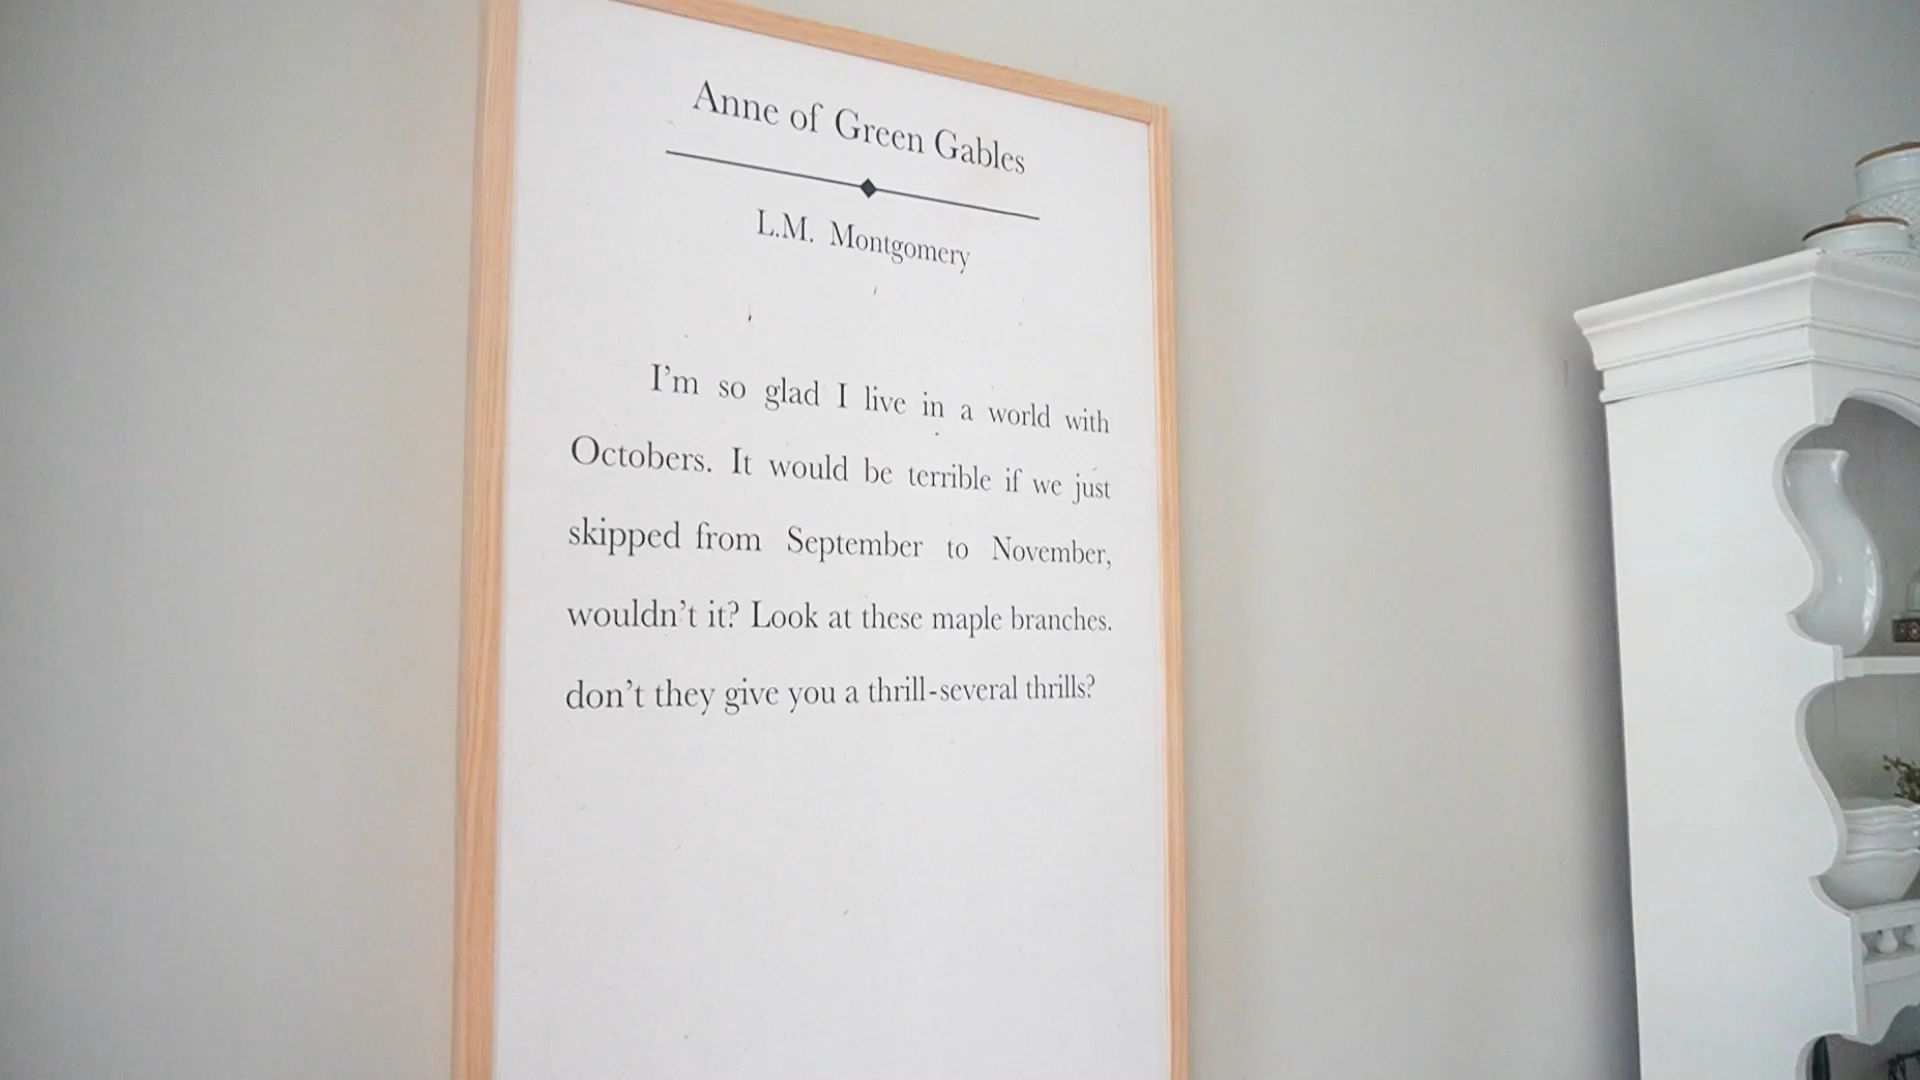 Anne of Green Gables
L.M. Montgomery
I'm so glad I live in a world with
Octobers. It would be terrible if we just
skipped from September to November,
wouldn't it? Look at these maple branches.
don't they give you a thrill-several thrills?